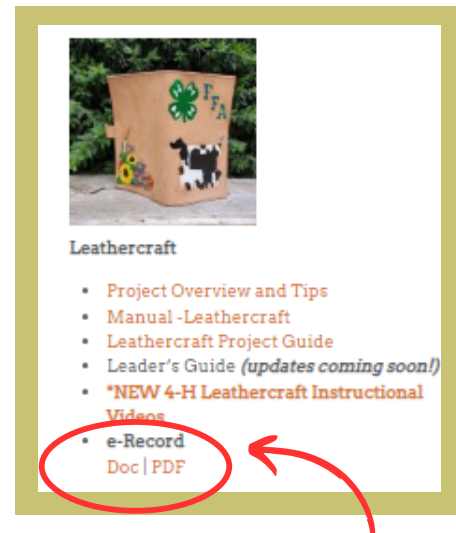 FFA
Leathercraft
Project Overview and Tips
Manual -Leathercraft
Leathercraft Project Guide
Leader's Guide (updates coming soon!)
*NEW 4-H Leathercraft Instructional
Videos
e-Record
Doc | PDF